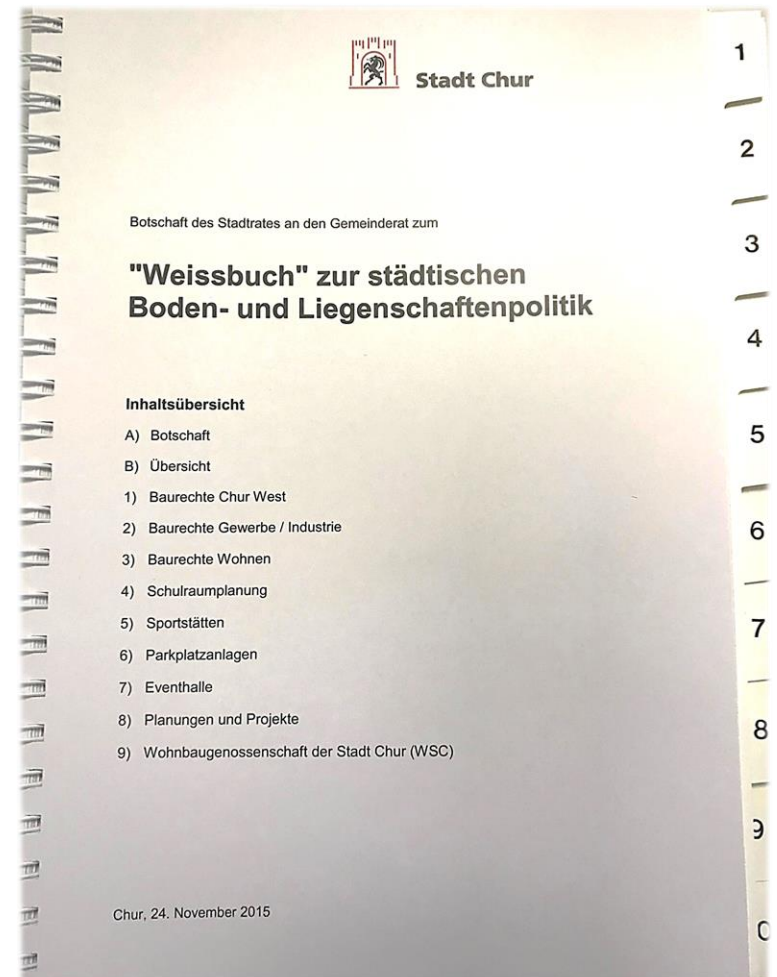 Stadt Chur
Botschaft des Stadtrates an den Gemeinderat zum
"Weissbuch" zur städtischen
Boden- und Liegenschaftenpolitik
Inhaltsübersicht
A) Botschaft
B) Übersicht
1) Baurechte Chur West
2) Baurechte Gewerbe / Industrie
3) Baurechte Wohnen
4) Schulraumplanung
5) Sportstätten
6) Parkplatzanlagen
7) Eventhalle
8) Planungen und Projekte
9) Wohnbaugenossenschaft der Stadt Chur (WSC)
Chur, 24. November 2015
1
2
3
4
5
6
7
8
9